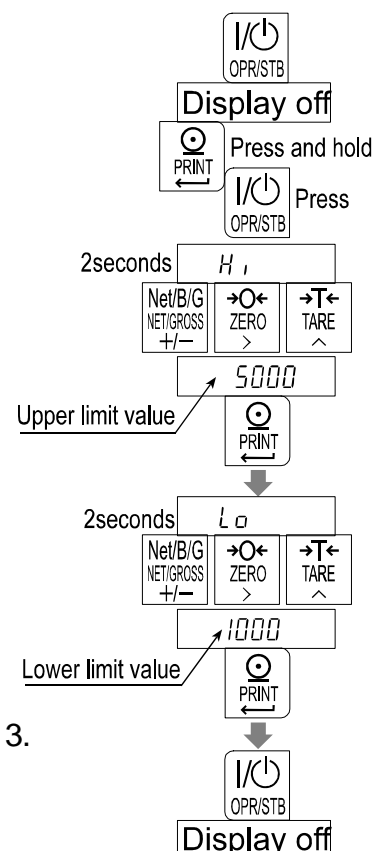 I/⏻
OPR/STB
Display off
PRINT
Press and hold
I/⏻
OPR/STB
Press
2seconds
Hi
Net/B/G
NET/GROSS
+/−
→O←
ZERO
>
→T←
TARE
^
5000
Upper limit value
PRINT
2seconds
Lo
Net/B/G
NET/GROSS
+/−
→O←
ZERO
>
→T←
TARE
^
1000
Lower limit value
PRINT
3.
I/⏻
OPR/STB
Display off